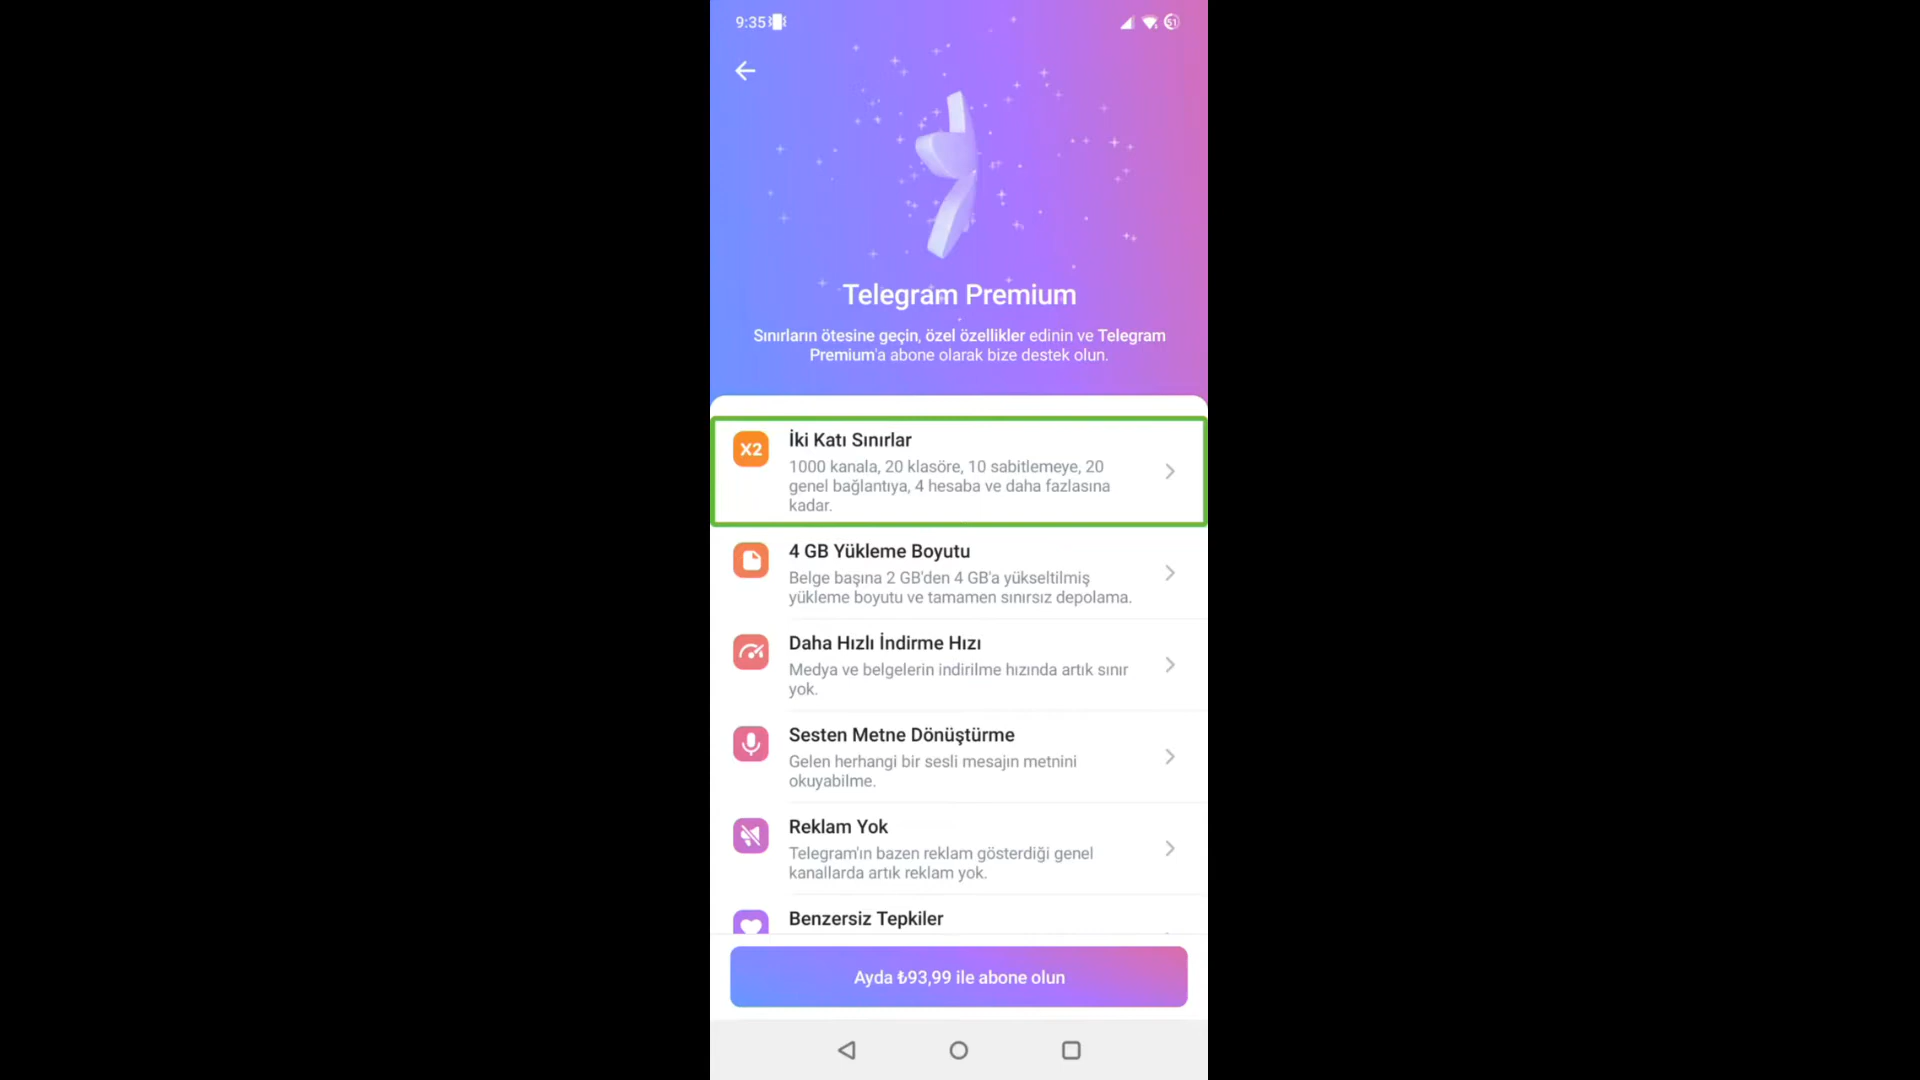 9:35
51
Telegram Premium
Sınırların ötesine geçin, özel özellikler edinin ve Telegram
Premium'a abone olarak bize destek olun.
X2
İki Katı Sınırlar
1000 kanala, 20 klasöre, 10 sabitlemeye, 20
genel bağlantıya, 4 hesaba ve daha fazlasına
kadar.
4 GB Yükleme Boyutu
Belge başına 2 GB'den 4 GB'a yükseltilmiş
yükleme boyutu ve tamamen sınırsız depolama.
Daha Hızlı İndirme Hızı
Medya ve belgelerin indirilme hızında artık sınır
yok.
Sesten Metne Dönüştürme
Gelen herhangi bir sesli mesajın metnini
okuyabilme.
Reklam Yok
Telegram'ın bazen reklam gösterdiği genel
kanallarda artık reklam yok.
Benzersiz Tepkiler
Ayda ₺93,99 ile abone olun